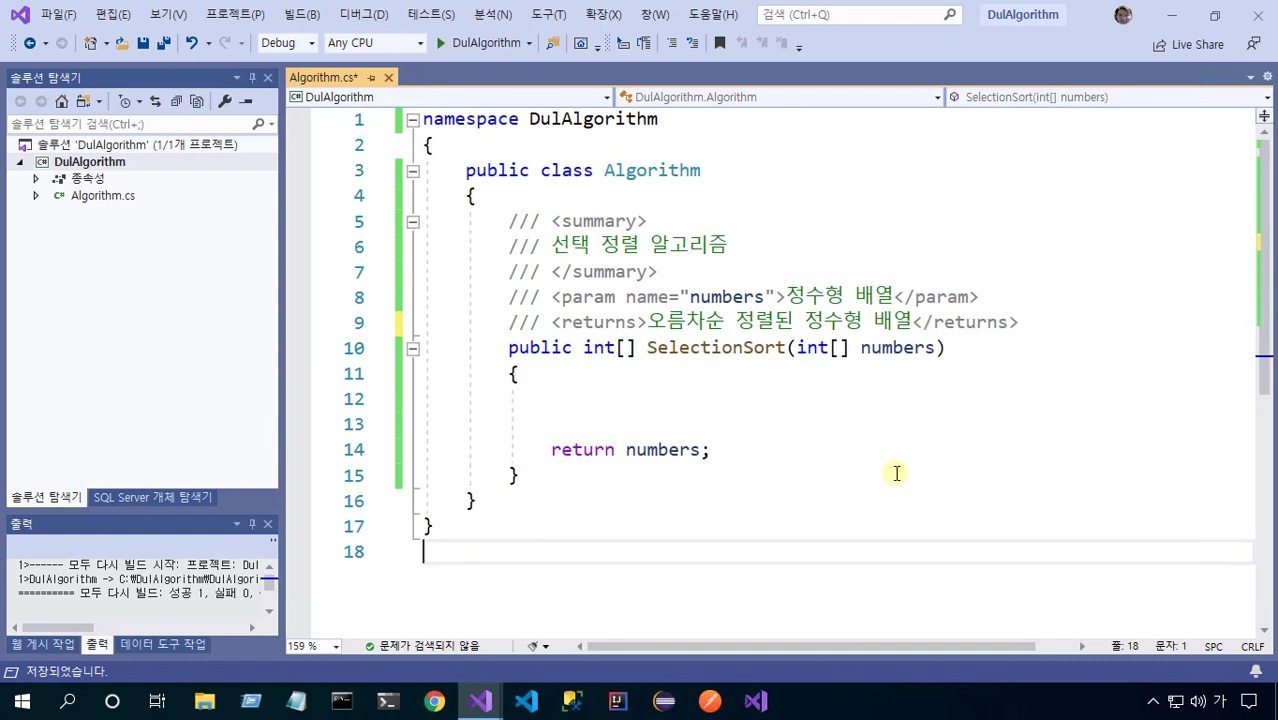 파일(F) 편집(E) 보기(V) 프로젝트(P) 빌드(B) 디버그(D) 테스트(S) 분석(N) 도구(T) 확장(X) 창(W) 도움말(H) 검색 (Ctrl+Q) DulAlgorithm
Debug Any CPU DulAlgorithm Live Share
솔루션 탐색기
솔루션 탐색기 검색(Ctrl+;)
솔루션 'DulAlgorithm' (1/1개 프로젝트)
DulAlgorithm
종속성
C# Algorithm.cs
솔루션 탐색기 SQL Server 개체 탐색기
출력
1>------ 모두 다시 빌드 시작: 프로젝트: Dul
1>DulAlgorithm -> C:\DulAlgorithm\DulAlgori
========== 모두 다시 빌드: 성공 1, 실패 0,
웹 게시 작업 출력 데이터 도구 작업
Algorithm.cs*
DulAlgorithm DulAlgorithm.Algorithm SelectionSort(int[] numbers)
1 namespace DulAlgorithm
2 {
3 public class Algorithm
4 {
5 /// <summary>
6 /// 선택 정렬 알고리즘
7 /// </summary>
8 /// <param name="numbers">정수형 배열</param>
9 /// <returns>오름차순 정렬된 정수형 배열</returns>
10 public int[] SelectionSort(int[] numbers)
11 {
12
13
14 return numbers;
15 }
16 }
17 }
18
159 % 문제가 검색되지 않음 줄: 18 문자: 1 SPC CRLF
저장되었습니다.
가